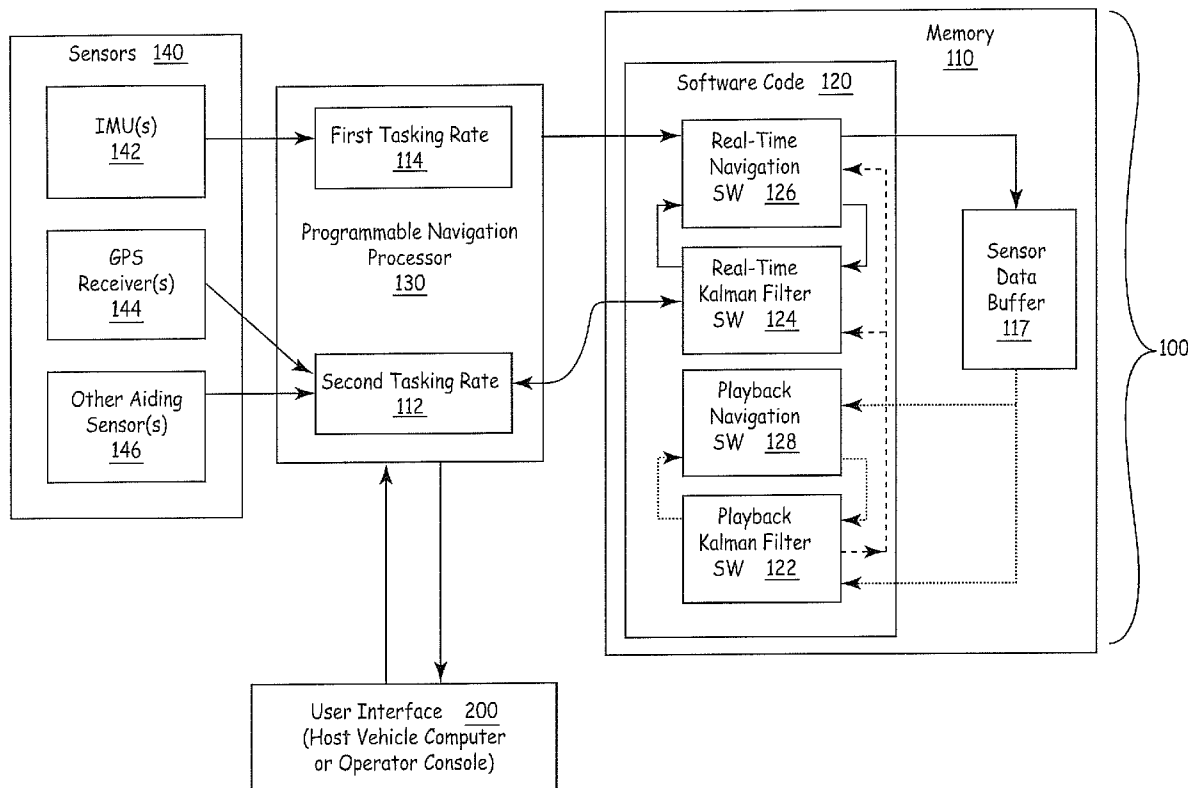 Sensors 140
IMU(s)
142
GPS
Receiver(s)
144
Other Aiding
Sensor(s)
146
First Tasking Rate
114
Programmable Navigation
Processor
130
Second Tasking Rate
112
User Interface 200
(Host Vehicle Computer
or Operator Console)
Memory
110
Software Code 120
Real-Time
Navigation
SW 126
Real-Time
Kalman Filter
SW 124
Playback
Navigation
SW 128
Playback
Kalman Filter
SW 122
Sensor
Data
Buffer
117
100